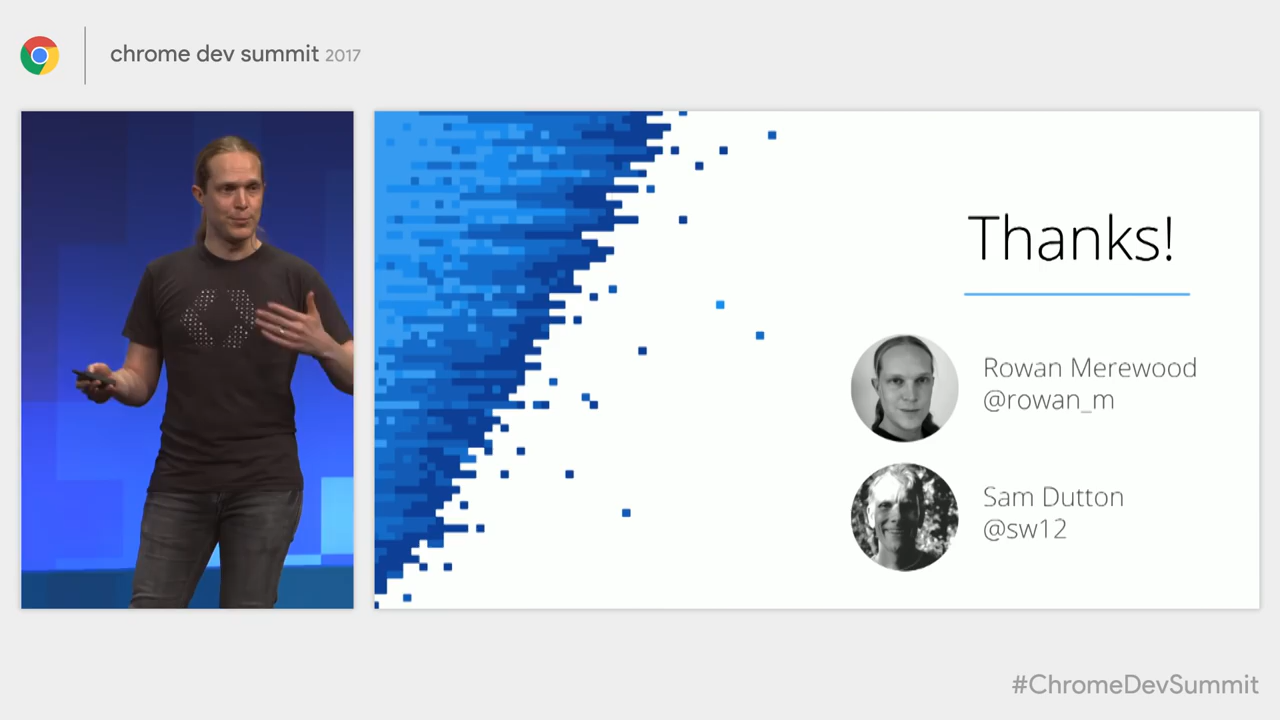 chrome dev summit 2017
Thanks!
Rowan Merewood
@rowan_m
Sam Dutton
@sw12
#ChromeDevSummit